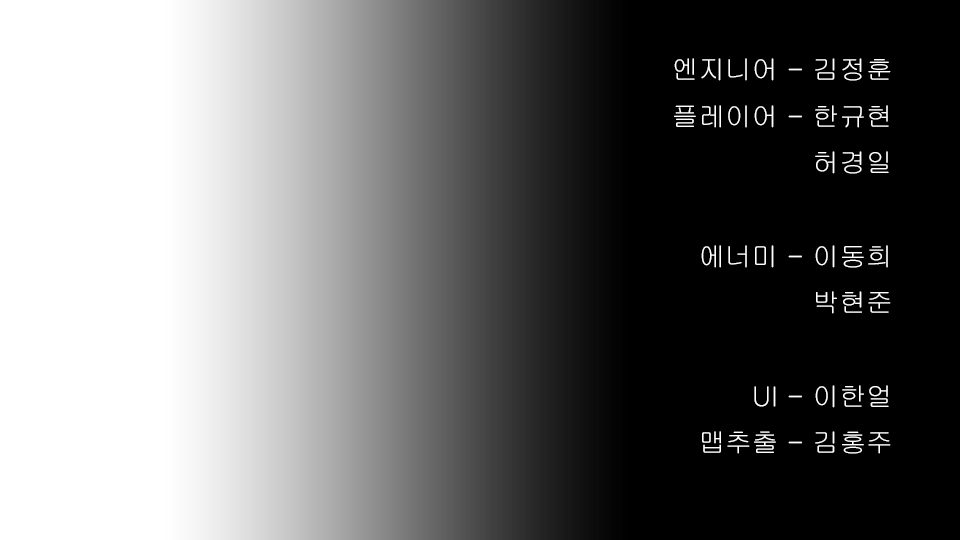 엔지니어 - 김정훈
플레이어 - 한규현
허경일
에너미 - 이동희
박현준
UI - 이한얼
맵추출 - 김홍주